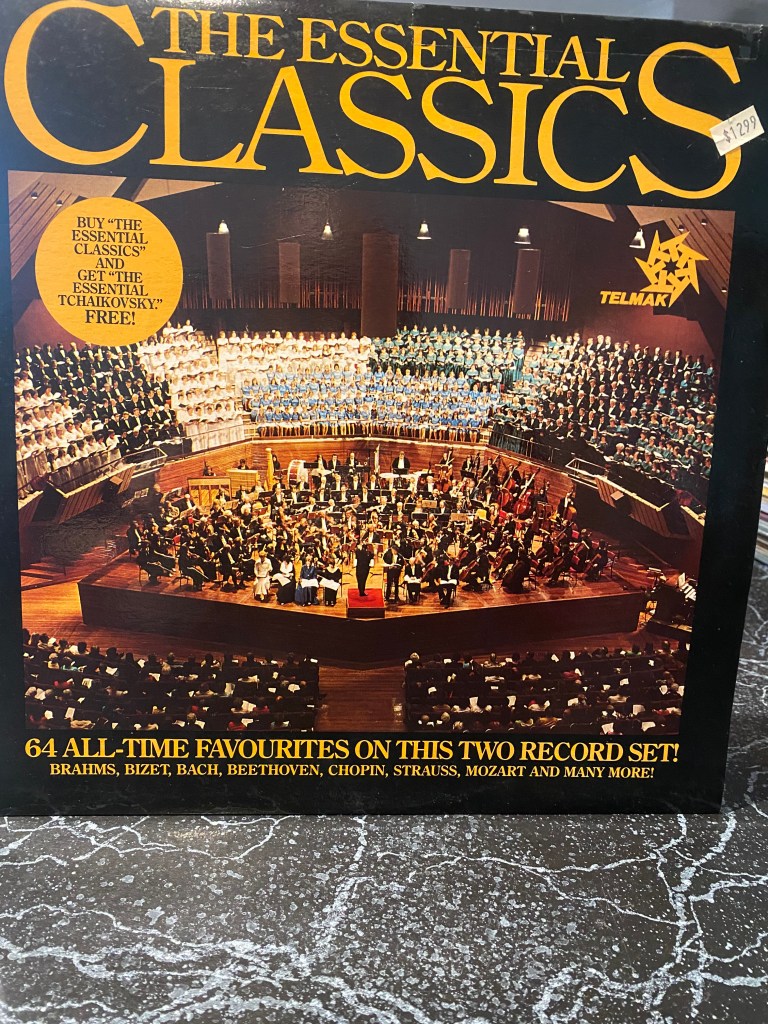 THE ESSENTIAL
CLASSICS
$12.99
BUY "THE
ESSENTIAL
CLASSICS"
AND
GET "THE
ESSENTIAL
TCHAIKOVSKY."
FREE!
TELMAK
64 ALL-TIME FAVOURITES ON THIS TWO RECORD SET!
BRAHMS, BIZET, BACH, BEETHOVEN, CHOPIN, STRAUSS, MOZART AND MANY MORE!